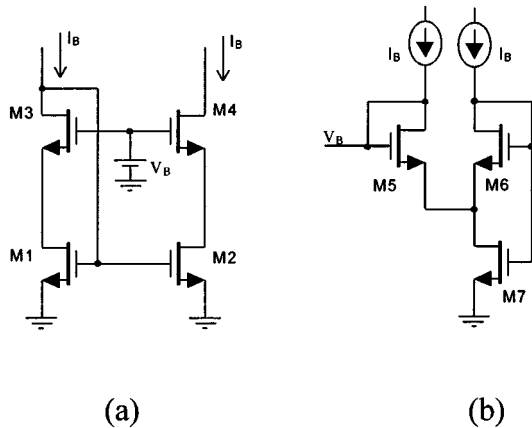 I_B I_B
M3 M4
V_B
M1 M2
(a)
I_B I_B
V_B
M5 M6
M7
(b)